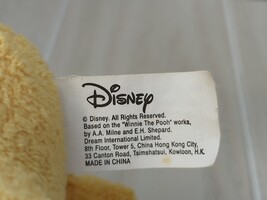 Disney
© Disney. All Rights Reserved.
Based on the "Winnie The Pooh" works,
by A.A. Milne and E.H. Shepard.
Dream International Limited.
8th Floor, Tower 5, China Hong Kong City,
33 Canton Road, Tsimshatsui, Kowloon, H.K.
MADE IN CHINA